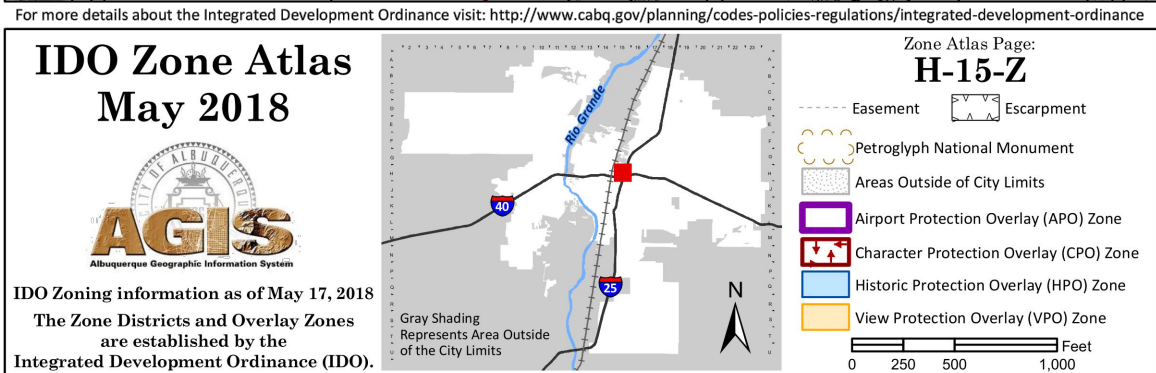 For more details about the Integrated Development Ordinance visit: http://www.cabq.gov/planning/codes-policies-regulations/integrated-development-ordinance
IDO Zone Atlas
May 2018
CITY OF ALBUQUERQUE
AGIS
Albuquerque Geographic Information System
IDO Zoning information as of May 17, 2018
The Zone Districts and Overlay Zones
are established by the
Integrated Development Ordinance (IDO).
Rio Grande
40
25
N
Gray Shading
Represents Area Outside
of the City Limits
Zone Atlas Page:
H-15-Z
Easement
Escarpment
Petroglyph National Monument
Areas Outside of City Limits
Airport Protection Overlay (APO) Zone
Character Protection Overlay (CPO) Zone
Historic Protection Overlay (HPO) Zone
View Protection Overlay (VPO) Zone
Feet
0 250 500 1,000